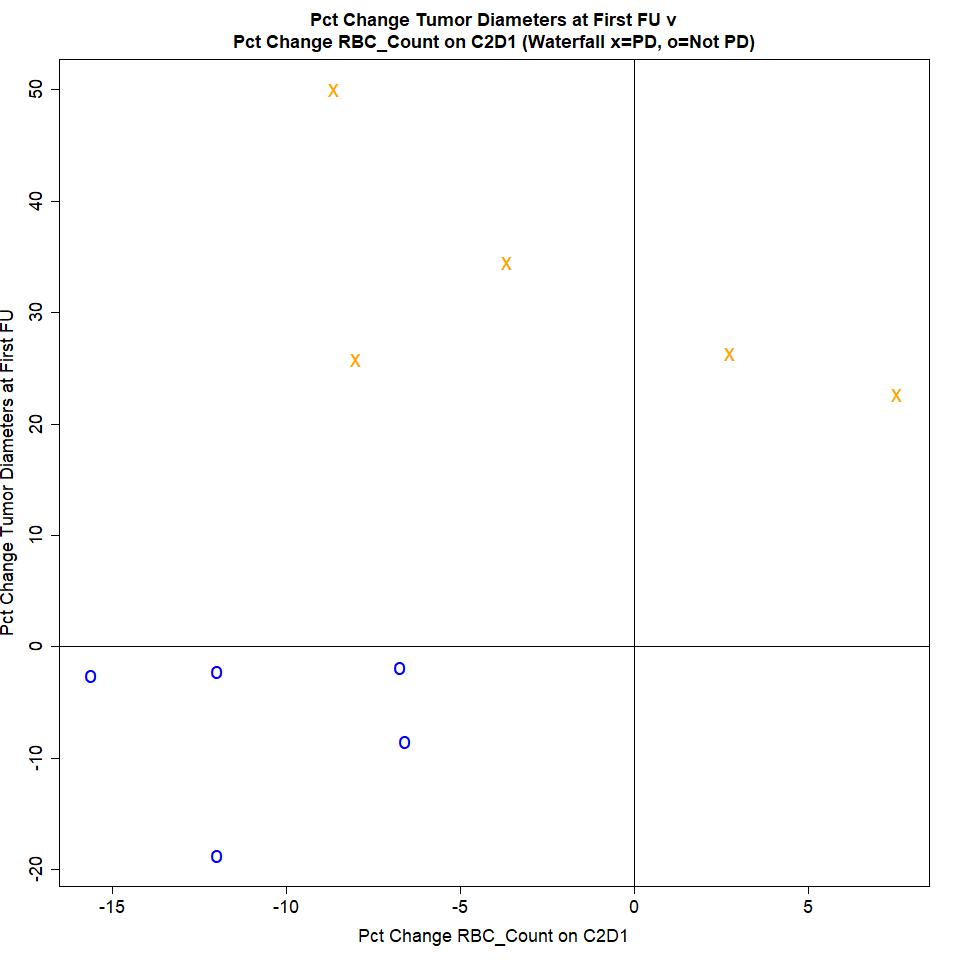 Pct Change Tumor Diameters at First FU v
Pct Change RBC_Count on C2D1 (Waterfall x=PD, o=Not PD)
Pct Change Tumor Diameters at First FU
50
40
30
20
10
0
-10
-20
X
X
X
X
X
O
O
O
O
O
-15
-10
-5
0
5
Pct Change RBC_Count on C2D1